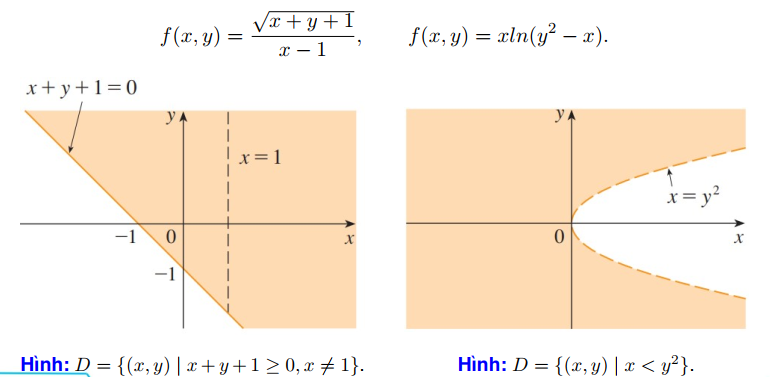 f(x, y) = √(x + y + 1) / (x − 1), f(x, y) = xln(y² − x).
x + y + 1 = 0
y
x = 1
−1 0 x
−1
y
x = y²
0 x
Hình: D = {(x, y) | x + y + 1 ≥ 0, x ≠ 1}.
Hình: D = {(x, y) | x < y²}.